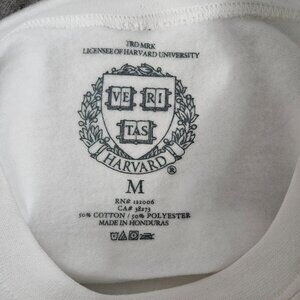 TRD MRK
LICENSEE OF HARVARD UNIVERSITY
VE RI
TAS
HARVARD
®
M
RN# 122006
CA# 38273
50% COTTON / 50% POLYESTER
MADE IN HONDURAS